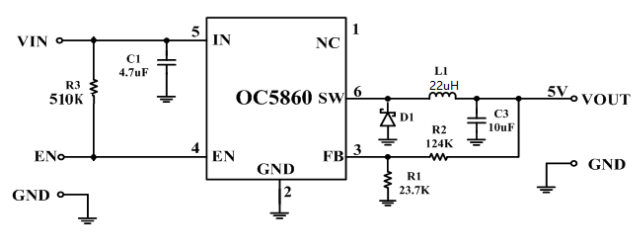 VIN
5
IN
NC
1
C1
4.7uF
R3
510K
OC5860
SW
6
L1
22uH
5V
VOUT
D1
C3
10uF
R2
124K
EN
4
EN
FB
3
GND
2
R1
23.7K
GND
GND